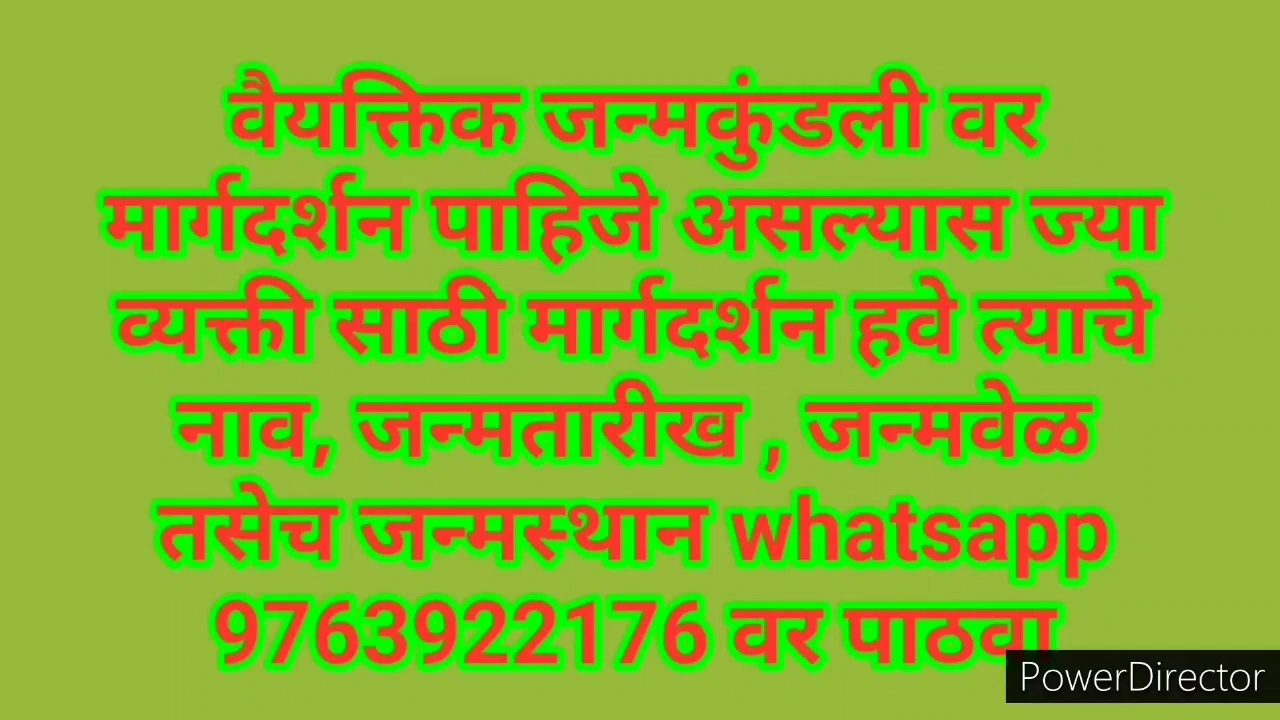 वैयक्तिक जन्मकुंडली वर
मार्गदर्शन पाहिजे असल्यास ज्या
व्यक्ती साठी मार्गदर्शन हवे त्याचे
नाव, जन्मतारीख , जन्मवेळ
तसेच जन्मस्थान whatsapp
9763922176 वर पाठवा
PowerDirector